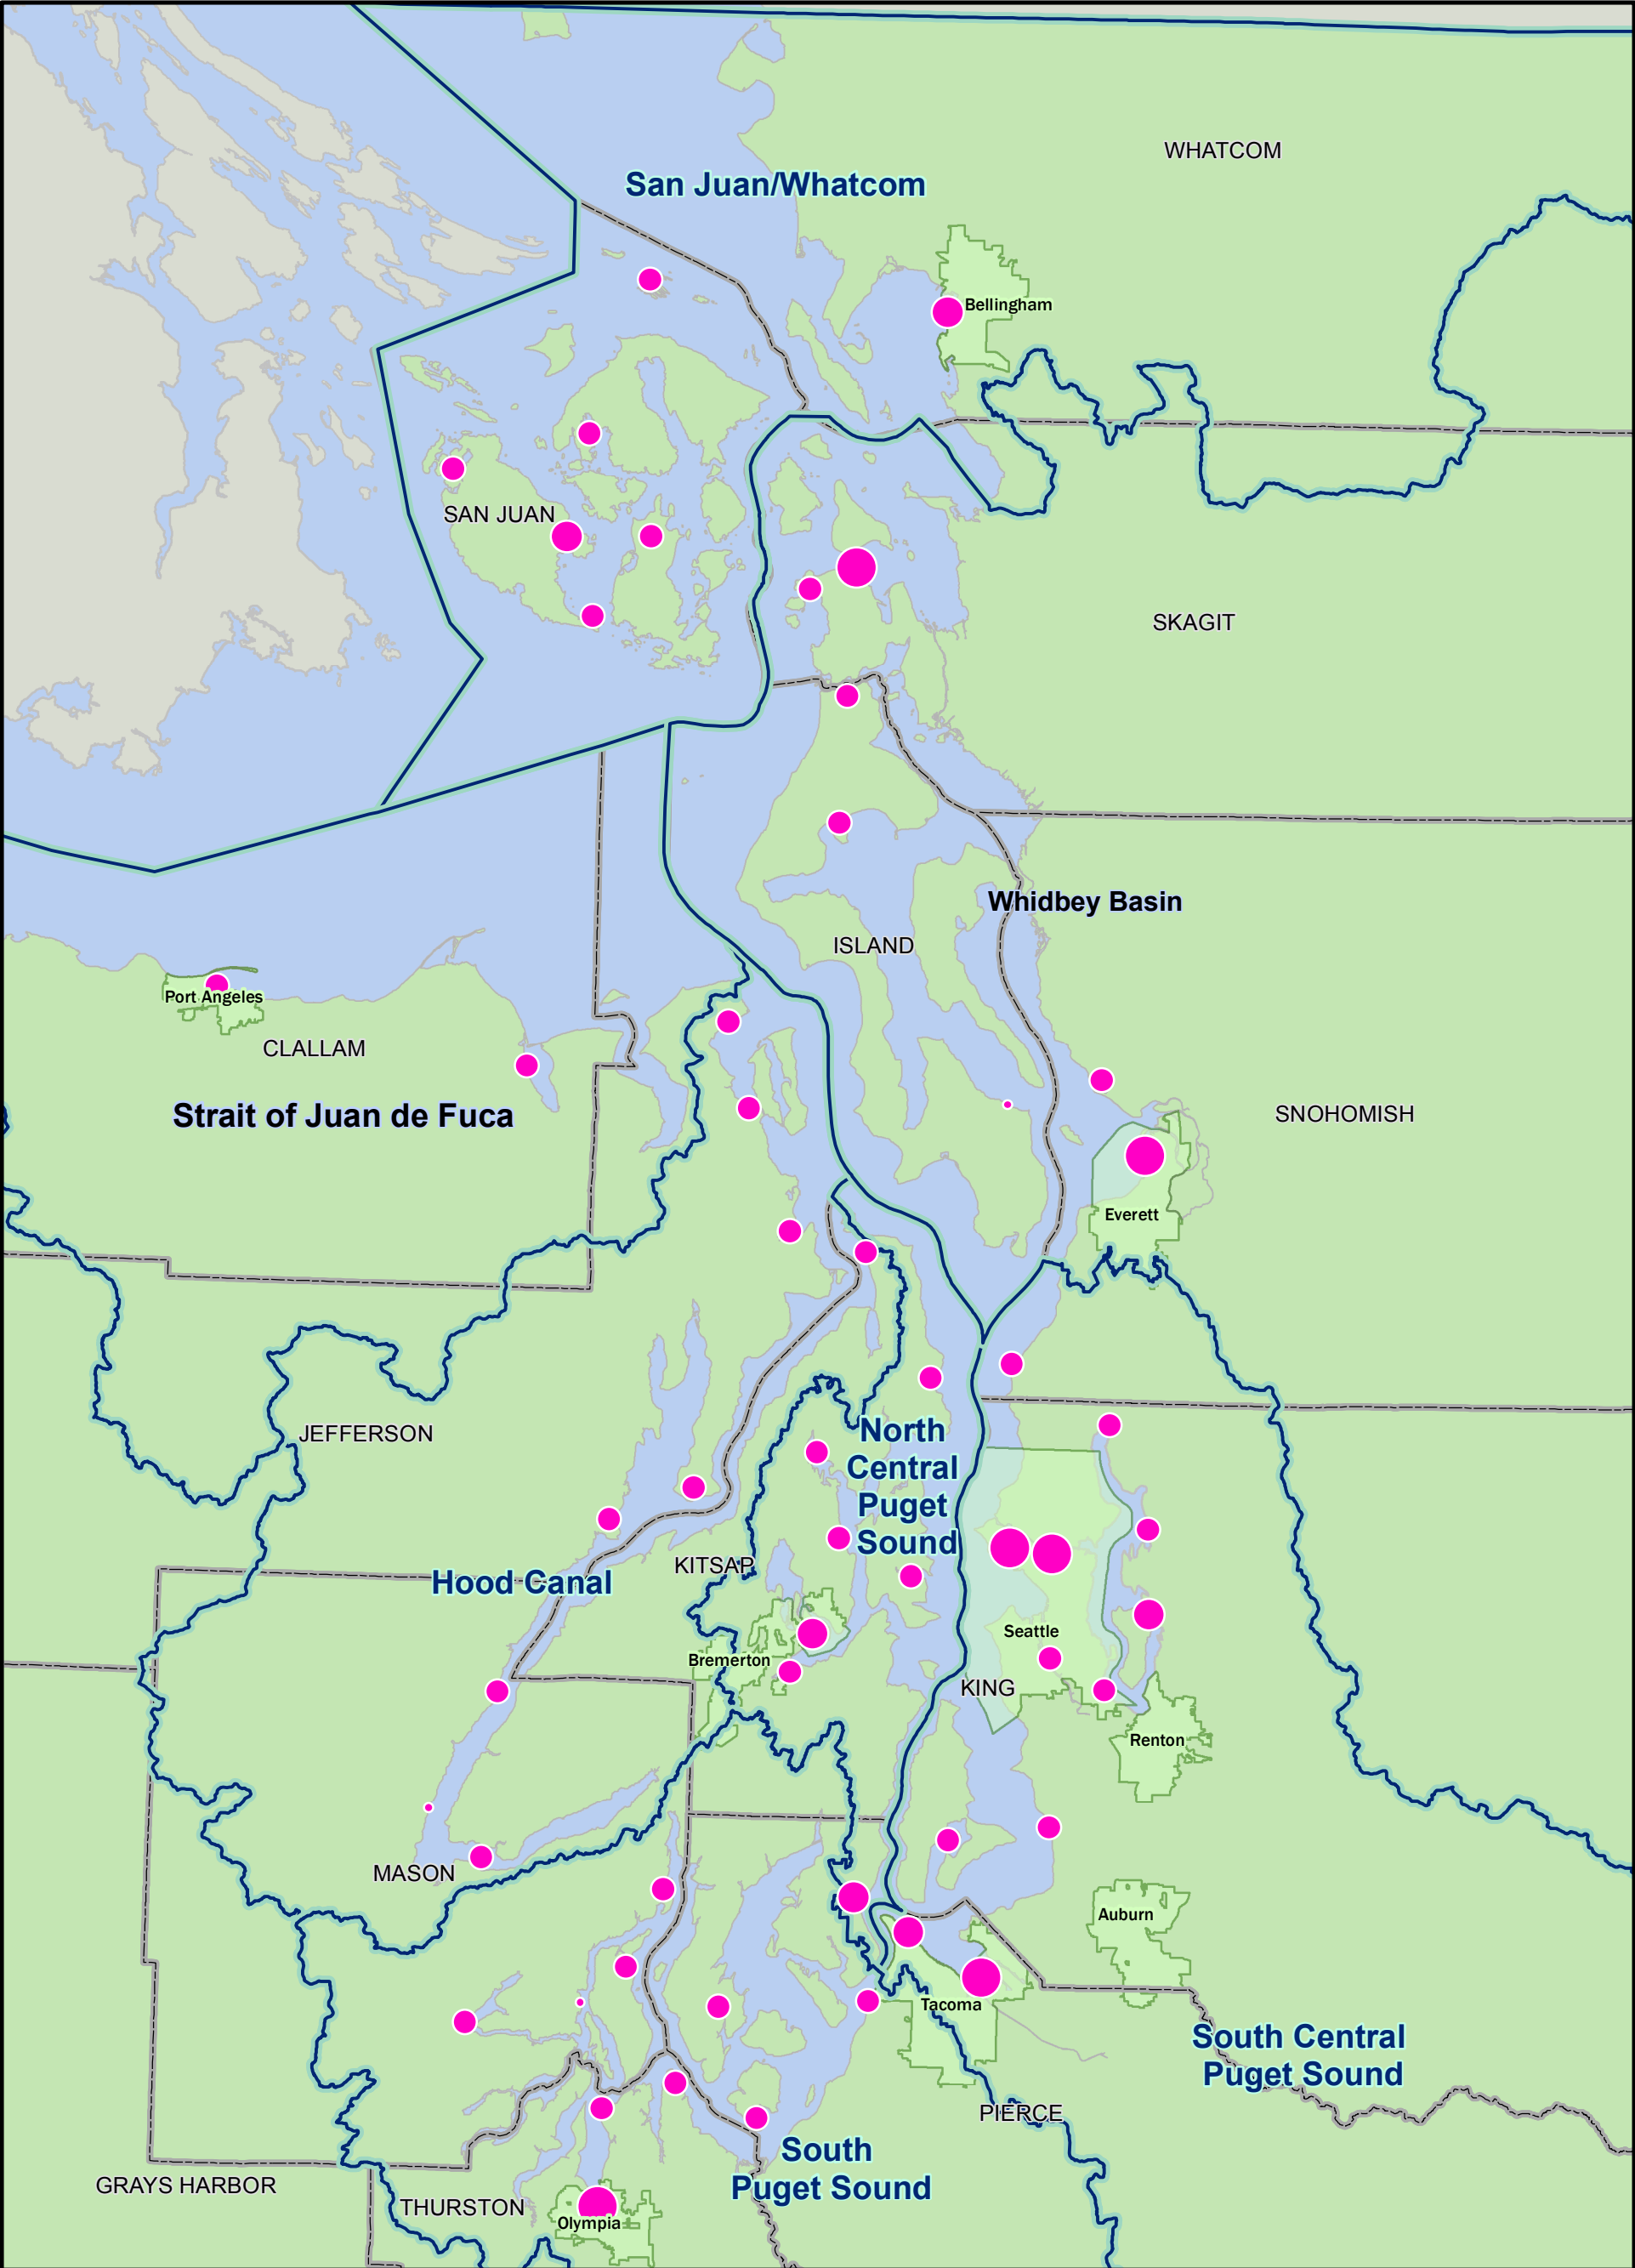 WHATCOM
San Juan/Whatcom
Bellingham
SAN JUAN
SKAGIT
Whidbey Basin
ISLAND
Port Angeles
CLALLAM
Strait of Juan de Fuca
SNOHOMISH
Everett
JEFFERSON
North
Central
Puget
Sound
KITSAP
Hood Canal
Seattle
Bremerton
KING
Renton
MASON
Auburn
Tacoma
South Central
Puget Sound
PIERCE
South
Puget Sound
GRAYS HARBOR
THURSTON
Olympia